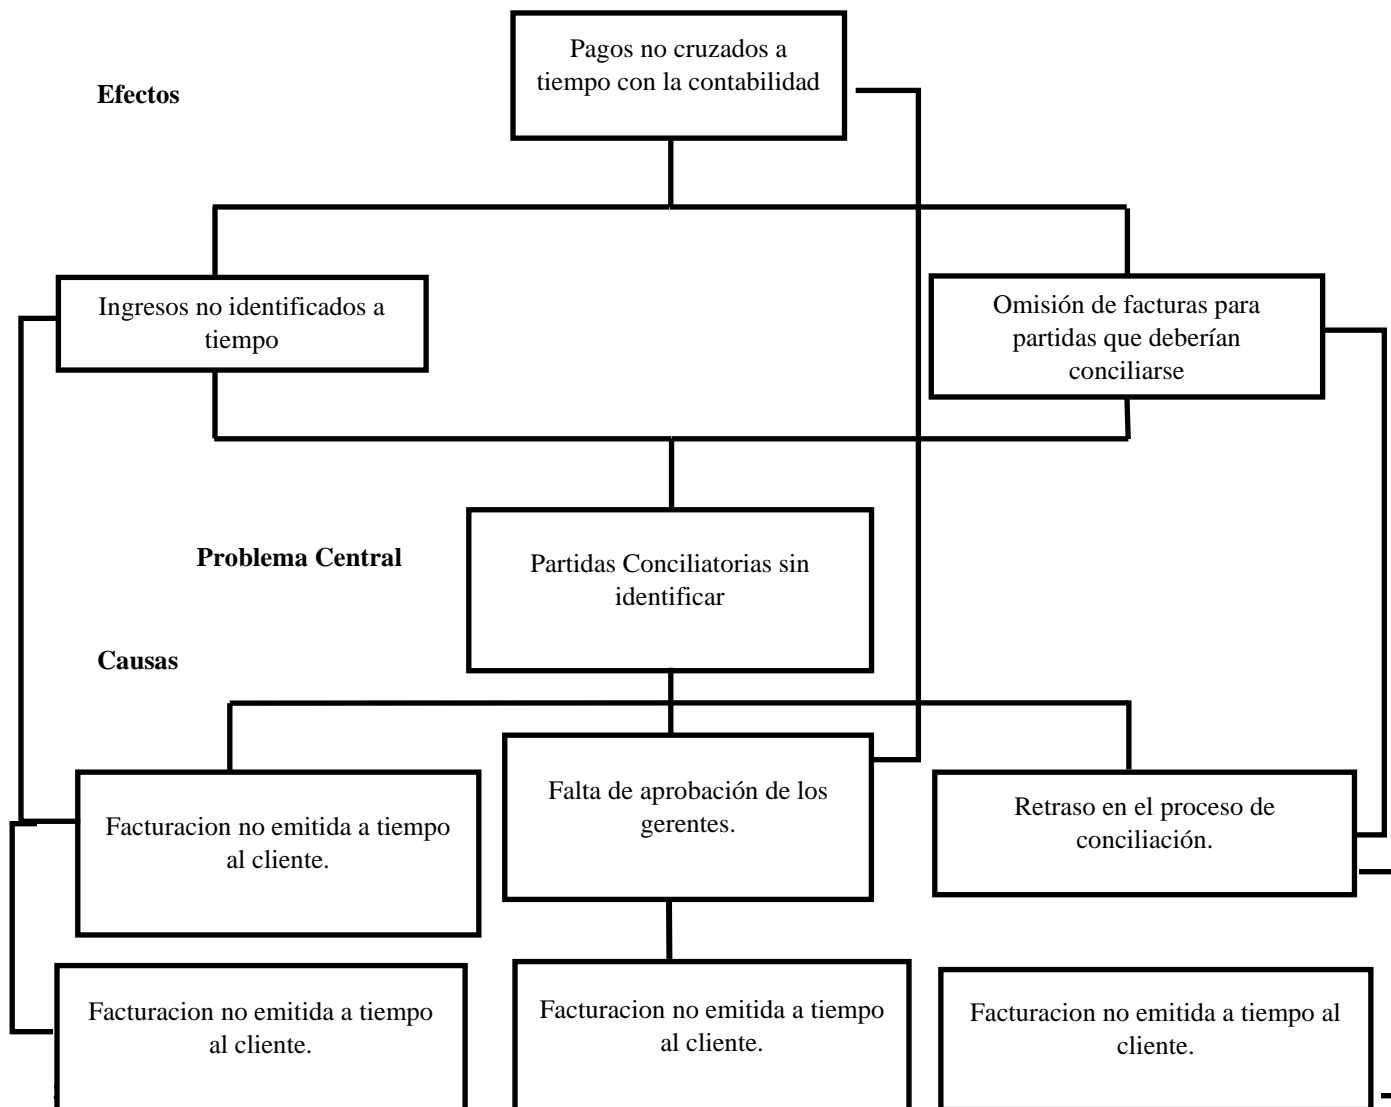 Pagos no cruzados a
tiempo con la contabilidad
Efectos
Ingresos no identificados a
tiempo
Omisión de facturas para
partidas que deberían
conciliarse
Problema Central
Partidas Conciliatorias sin
identificar
Causas
Facturacion no emitida a tiempo
al cliente.
Falta de aprobación de los
gerentes.
Retraso en el proceso de
conciliación.
Facturacion no emitida a tiempo
al cliente.
Facturacion no emitida a tiempo
al cliente.
Facturacion no emitida a tiempo al
cliente.